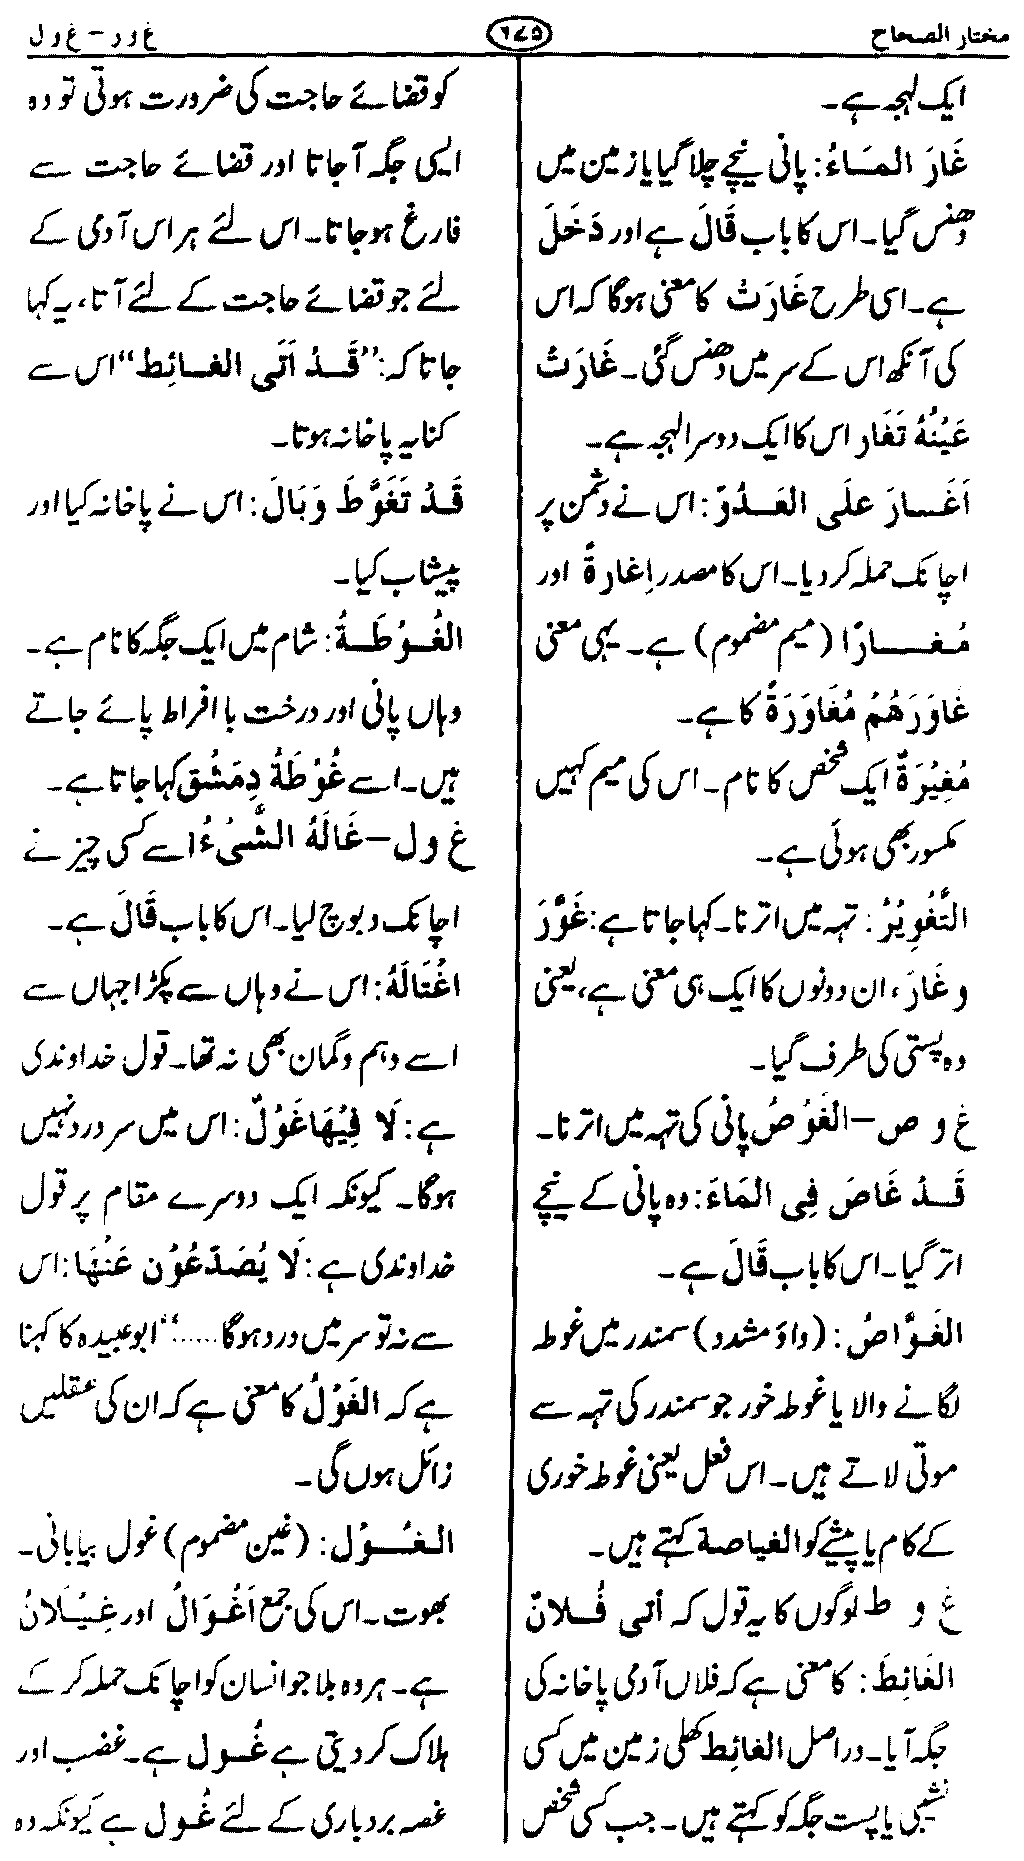 مختار الصحاح
٦٧۵
غ و ر – غ و ل
ایک لہجہ ہے۔
غَارَ المَاءُ: پانی نیچے چلا گیا یا زمین میں
دھنس گیا۔ اس کا باب قَالَ ہے اور دَخَلَ
ہے۔ اسی طرح غَارَتْ کا معنی ہوگا کہ اس
کی آنکھ اس کے سر میں دھنس گئی۔ غَارَتْ
عَيْنُهُ تَغَار اس کا ایک دوسرا لہجہ ہے۔
اَغَارَ علَى العَدُوّ: اس نے دشمن پر
اچانک حملہ کر دیا۔ اس کا مصدر اِغَارَةً اور
مُغَارًا (میم مضموم) ہے۔ یہی معنی
غَاوَرَهُمْ مُغَاوَرَةً کا ہے۔
مُغِيْرَةٌ ایک شخص کا نام۔ اس کی میم کہیں
مکسور بھی ہوئی ہے۔
التَّغْوِيْرُ: تہہ میں اترنا۔ کہا جاتا ہے: غَوَّرَ
و غَارَ، ان دونوں کا ایک ہی معنی ہے، یعنی
وہ پستی کی طرف گیا۔
غ و ص – الغَوْصُ پانی کی تہہ میں اترنا۔
قَدْ غَاصَ فِى المَاءَ: وہ پانی کے نیچے
اتر گیا۔ اس کا باب قَالَ ہے۔
الغَوَّاصُ: (واؤ مشدد) سمندر میں غوطہ
لگانے والا یا غوطہ خور جو سمندر کی تہہ سے
موتی لاتے ہیں۔ اس فعل یعنی غوطہ خوری
کے کام یا پیشے کو الغیاصة کہتے ہیں۔
غ و ط لوگوں کا یہ قول کہ أتى فُلانٌ
الغَائِطَ: کا معنی ہے کہ فلاں آدمی پاخانہ کی
جگہ آیا۔ دراصل الغائِط کھلی زمین میں کسی
نشیبی یا پست جگہ کو کہتے ہیں۔ جب کسی شخص
کو قضائے حاجت کی ضرورت ہوتی تو وہ
ایسی جگہ آ جاتا اور قضائے حاجت سے
فارغ ہو جاتا۔ اس لئے ہر اس آدمی کے
لئے جو قضائے حاجت کے لئے آتا، یہ کہا
جاتا کہ: ”قَدْ اَتَى الغائِط“ اس سے
کنایہ پاخانہ ہوتا۔
قَدْ تَغَوَّطَ وَبَالَ: اس نے پاخانہ کیا اور
پیشاب کیا۔
الغُوْطَةُ: شام میں ایک جگہ کا نام ہے۔
وہاں پانی اور درخت با افراط پائے جاتے
ہیں۔ اسے غُوْطَةُ دِمَشْق کہا جاتا ہے۔
غ و ل – غَالَهُ الشَّىْءُ اسے کسی چیز نے
اچانک دبوچ لیا۔ اس کا باب قَالَ ہے۔
اغْتَالَهُ: اس نے وہاں سے پکڑا جہاں سے
اسے وہم و گمان بھی نہ تھا۔ قول خداوندی
ہے: لَا فِيْهَا غَوْلٌ: اس میں سر درد نہیں
ہوگا۔ کیونکہ ایک دوسرے مقام پر قول
خداوندی ہے: لَا يُصَدَّعُوْن عَنْهَا: اس
سے نہ تو سر میں درد ہوگا.....“ ابوعبیدہ کا کہنا
ہے کہ الغَوْلُ کا معنی ہے کہ ان کی عقلیں
زائل ہوں گی۔
الغُوْل: (غین مضموم) غول بیابانی۔
بھوت۔ اس کی جمع اَغْوَالُ اور غِيْلَانُ
ہے۔ ہر وہ بلا جو انسان کو اچانک حملہ کر کے
ہلاک کر دیتی ہے غُول ہے۔ غضب اور
غصہ بردباری کے لئے غُول ہے کیونکہ وہ